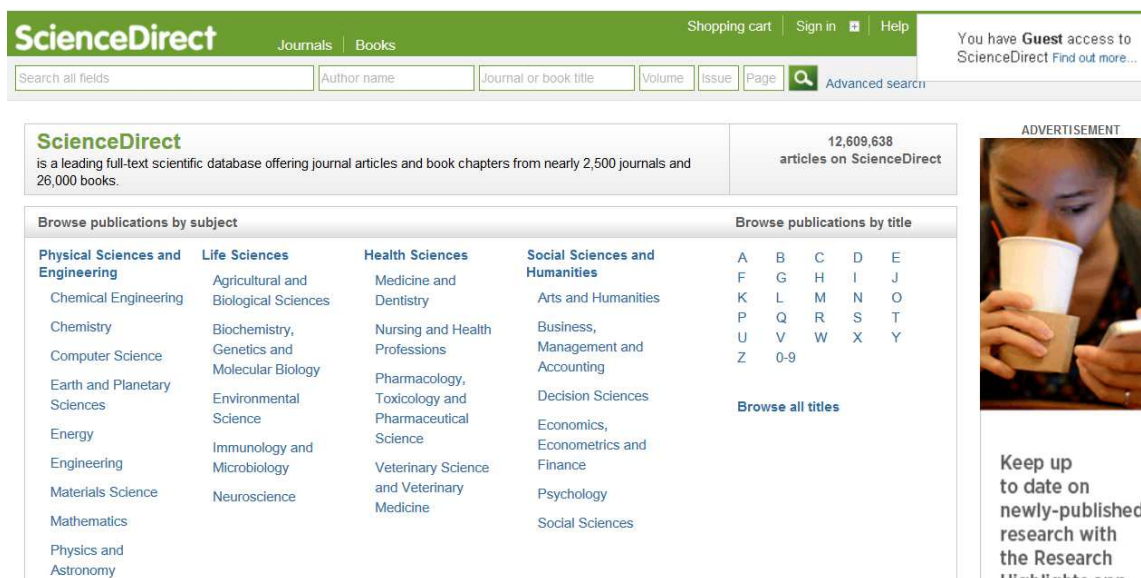 ScienceDirect
Journals
Books
Shopping cart
Sign in
Help
You have Guest access to
ScienceDirect Find out more...
Search all fields
Author name
Journal or book title
Volume
Issue
Page
Advanced search
ScienceDirect
is a leading full-text scientific database offering journal articles and book chapters from nearly 2,500 journals and
26,000 books.
12,609,638
articles on ScienceDirect
Browse publications by subject
Physical Sciences and
Engineering
Chemical Engineering
Chemistry
Computer Science
Earth and Planetary
Sciences
Energy
Engineering
Materials Science
Mathematics
Physics and
Astronomy
Life Sciences
Agricultural and
Biological Sciences
Biochemistry,
Genetics and
Molecular Biology
Environmental
Science
Immunology and
Microbiology
Neuroscience
Health Sciences
Medicine and
Dentistry
Nursing and Health
Professions
Pharmacology,
Toxicology and
Pharmaceutical
Science
Veterinary Science
and Veterinary
Medicine
Social Sciences and
Humanities
Arts and Humanities
Business,
Management and
Accounting
Decision Sciences
Economics,
Econometrics and
Finance
Psychology
Social Sciences
Browse publications by title
A B C D E
F G H I J
K L M N O
P Q R S T
U V W X Y
Z 0-9
Browse all titles
ADVERTISEMENT
Keep up
to date on
newly-published
research with
the Research